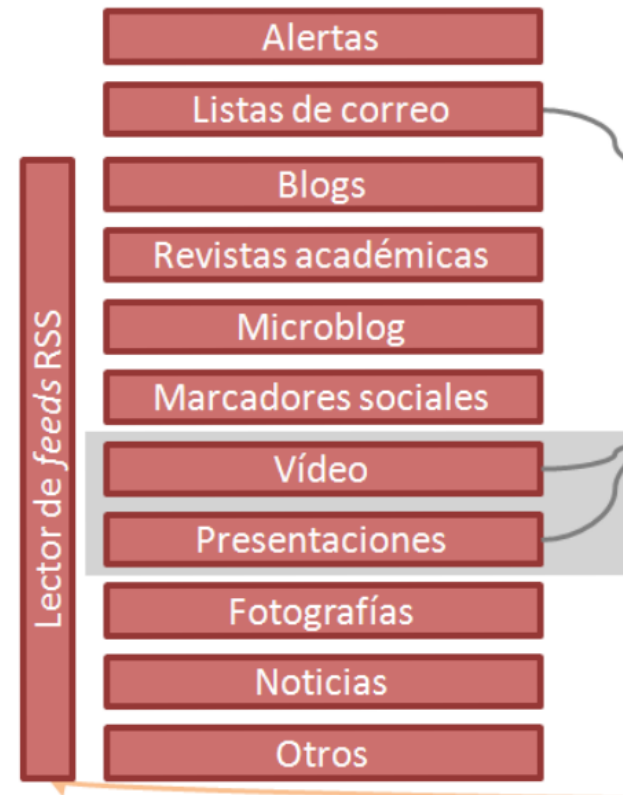 Alertas
Listas de correo
Lector de feeds RSS
Blogs
Revistas académicas
Microblog
Marcadores sociales
Vídeo
Presentaciones
Fotografías
Noticias
Otros